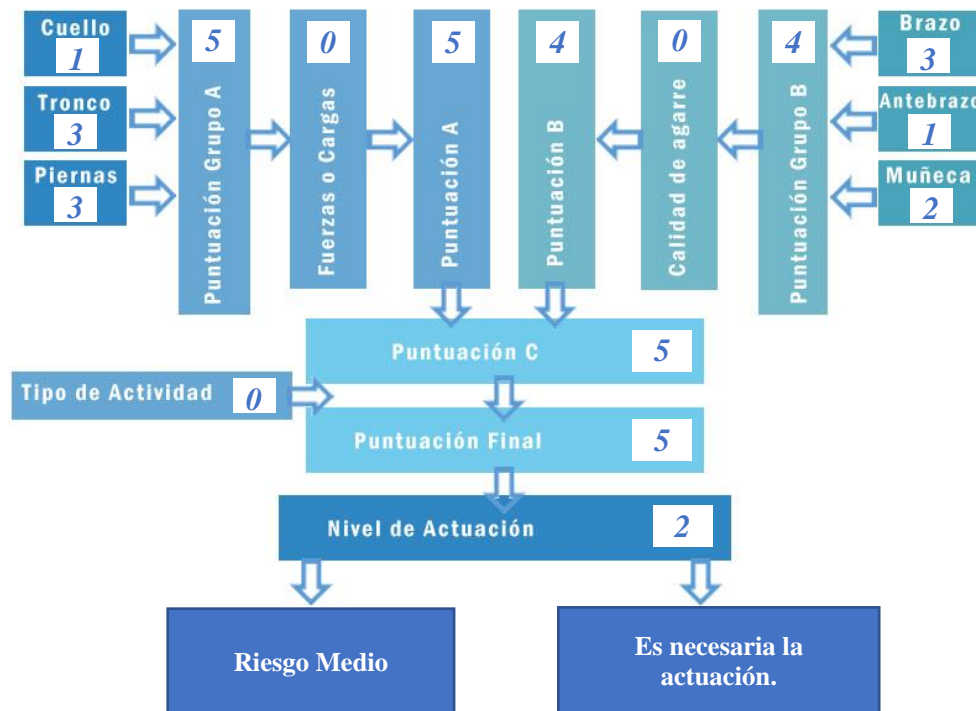 Cuello
1
Tronco
3
Piernas
3
5
Puntuación Grupo A
0
Fuerzas o Cargas
5
Puntuación A
4
Puntuación B
0
Calidad de agarre
4
Puntuación Grupo B
Brazo
3
Antebrazo
1
Muñeca
2
Puntuación C 5
Tipo de Actividad 0
Puntuación Final 5
Nivel de Actuación 2
Riesgo Medio
Es necesaria la
actuación.